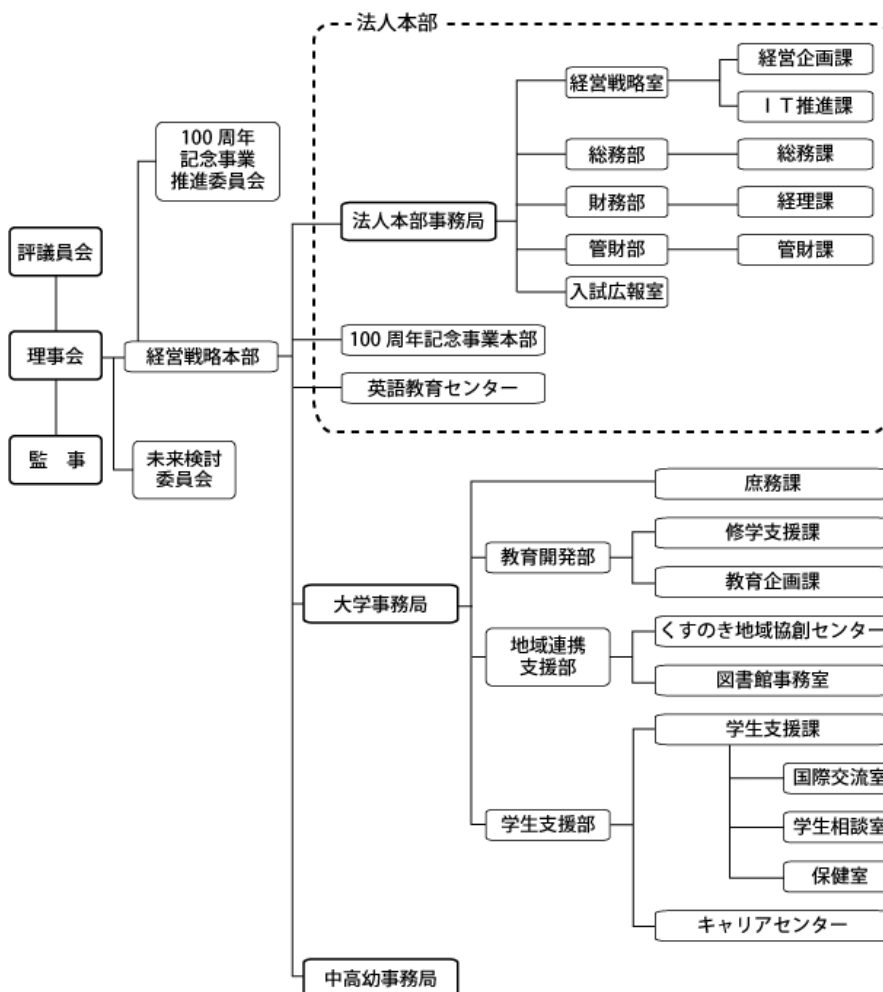 法人本部
経営企画課
経営戦略室
ＩＴ推進課
100 周年
記念事業
推進委員会
総務部
総務課
財務部
経理課
法人本部事務局
評議員会
管財部
管財課
入試広報室
100 周年記念事業本部
理事会
経営戦略本部
英語教育センター
監　事
未来検討
委員会
庶務課
修学支援課
教育開発部
教育企画課
大学事務局
くすのき地域協創センター
地域連携
支援部
図書館事務室
学生支援課
国際交流室
学生支援部
学生相談室
保健室
キャリアセンター
中高幼事務局